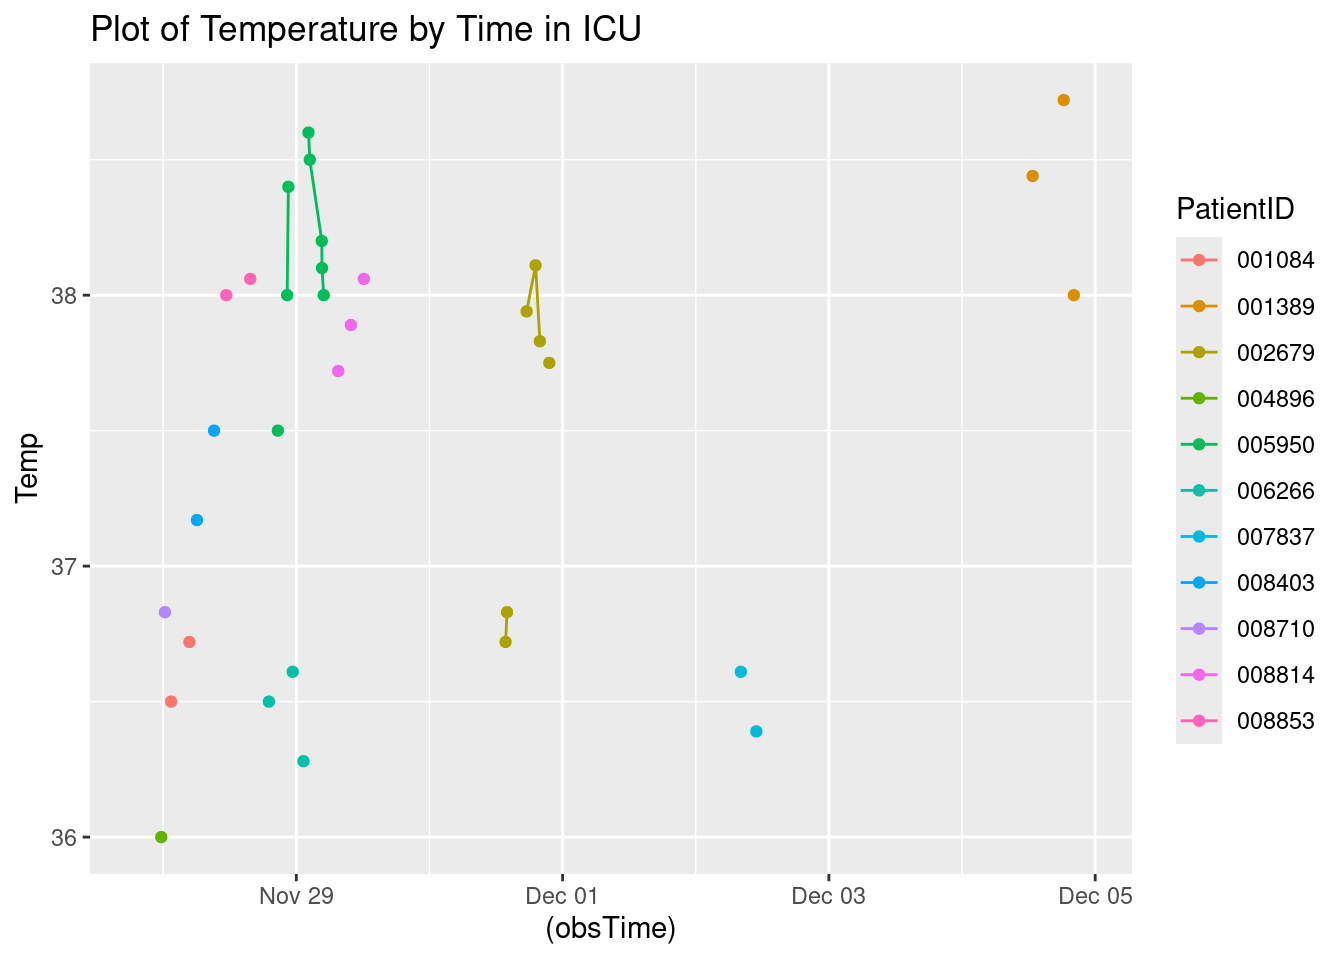 Plot of Temperature by Time in ICU
Temp
38
37
36
Nov 29
Dec 01
Dec 03
Dec 05
(obsTime)
PatientID
001084
001389
002679
004896
005950
006266
007837
008403
008710
008814
008853